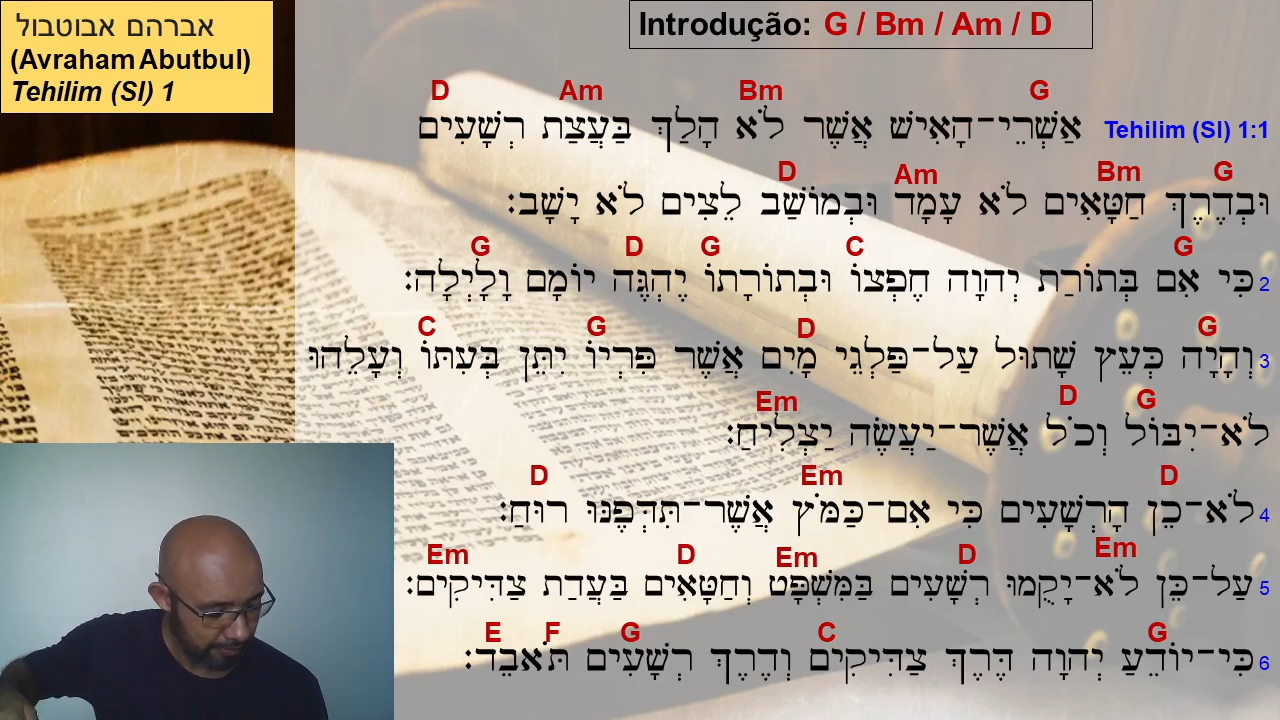 אברהם אבוטבול
(Avraham Abutbul)
Tehilim (Sl) 1
Introdução: G / Bm / Am / D
D Am Bm G
Tehilim (Sl) 1:1 אַשְׁרֵי־הָאִישׁ אֲשֶׁר לֹא הָלַךְ בַּעֲצַת רְשָׁעִים
D Am Bm G
וּבְדֶרֶךְ חַטָּאִים לֹא עָמָד וּבְמוֹשַׁב לֵצִים לֹא יָשָׁב׃
G D G C G
2 כִּי אִם בְּתוֹרַת יְהוָה חֶפְצוֹ וּבְתוֹרָתוֹ יֶהְגֶּה יוֹמָם וָלָיְלָה׃
C G D G
3 וְהָיָה כְּעֵץ שָׁתוּל עַל־פַּלְגֵי מָיִם אֲשֶׁר פִּרְיוֹ יִתֵּן בְּעִתּוֹ וְעָלֵהוּ
Em D G
לֹא־יִבּוֹל וְכֹל אֲשֶׁר־יַעֲשֶׂה יַצְלִיחַ׃
D Em D
4 לֹא־כֵן הָרְשָׁעִים כִּי אִם־כַּמֹּץ אֲשֶׁר־תִּדְּפֶנּוּ רוּחַ׃
Em D Em D Em
5 עַל־כֵּן לֹא־יָקֻמוּ רְשָׁעִים בַּמִּשְׁפָּט וְחַטָּאִים בַּעֲדַת צַדִּיקִים׃
E F G C G
6 כִּי־יוֹדֵעַ יְהוָה דֶּרֶךְ צַדִּיקִים וְדֶרֶךְ רְשָׁעִים תֹּאבֵד׃